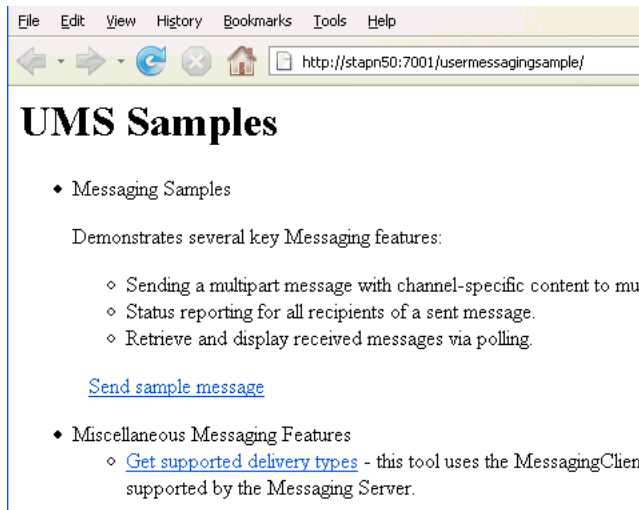 File Edit View History Bookmarks Tools Help
http://stapn50:7001/usermessagingsample/
UMS Samples
Messaging Samples
Demonstrates several key Messaging features:
Sending a multipart message with channel-specific content to mu
Status reporting for all recipients of a sent message.
Retrieve and display received messages via polling.
Send sample message
Miscellaneous Messaging Features
Get supported delivery types - this tool uses the MessagingClien
supported by the Messaging Server.